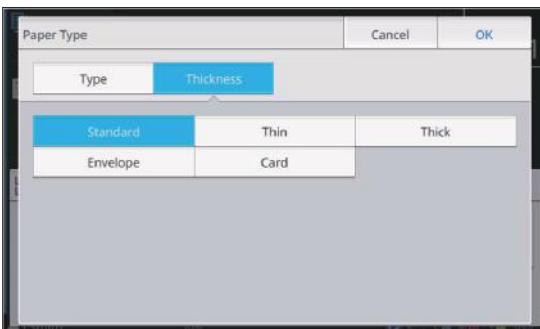 Paper Type Cancel OK
Type Thickness
Standard Thin Thick
Envelope Card